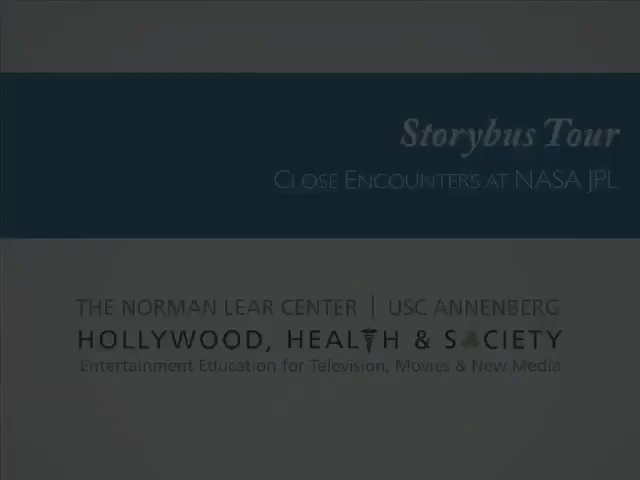 Storybus Tour
CLOSE ENCOUNTERS AT NASA JPL
THE NORMAN LEAR CENTER | USC ANNENBERG
HOLLYWOOD, HEALTH & SOCIETY
Entertainment Education for Television, Movies & New Media